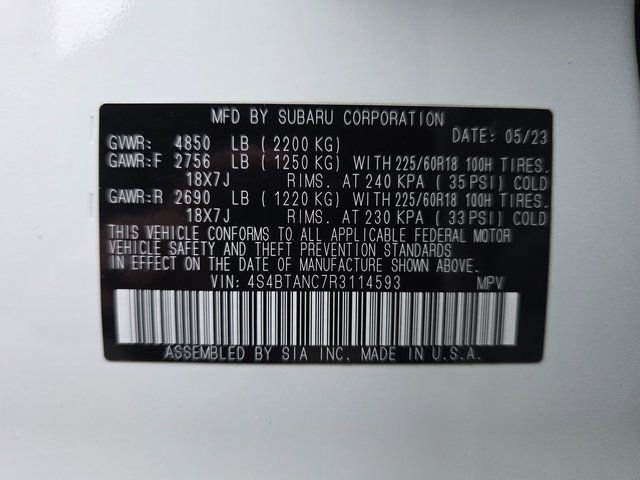 MFD BY SUBARU CORPORATION
DATE: 05/23
GVWR: 4850 LB (2200 KG)
GAWR:F 2756 LB (1250 KG) WITH 225/60R18 100H TIRES.
18X7J RIMS. AT 240 KPA (35 PSI) COLD
GAWR:R 2690 LB (1220 KG) WITH 225/60R18 100H TIRES.
18X7J RIMS. AT 230 KPA (33 PSI) COLD
THIS VEHICLE CONFORMS TO ALL APPLICABLE FEDERAL MOTOR
VEHICLE SAFETY AND THEFT PREVENTION STANDARDS
IN EFFECT ON THE DATE OF MANUFACTURE SHOWN ABOVE.
VIN: 4S4BTANC7R3114593 MPV
ASSEMBLED BY SIA INC. MADE IN U.S.A.